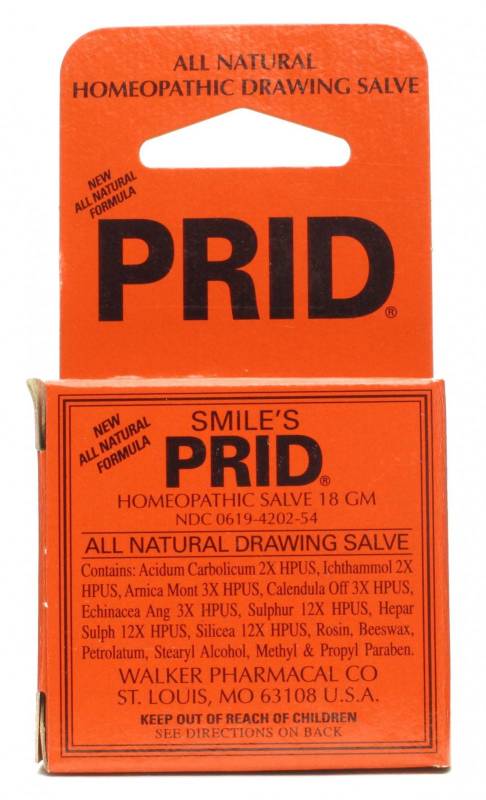 ALL NATURAL
HOMEOPATHIC DRAWING SALVE
NEW
ALL NATURAL
FORMULA
PRID®
NEW
ALL NATURAL
FORMULA
SMILE'S
PRID®
HOMEOPATHIC SALVE 18 GM
NDC 0619-4202-54
ALL NATURAL DRAWING SALVE
Contains: Acidum Carbolicum 2X HPUS, Ichthammol 2X
HPUS, Arnica Mont 3X HPUS, Calendula Off 3X HPUS,
Echinacea Ang 3X HPUS, Sulphur 12X HPUS, Hepar
Sulph 12X HPUS, Silicea 12X HPUS, Rosin, Beeswax,
Petrolatum, Stearyl Alcohol, Methyl & Propyl Paraben.
WALKER PHARMACAL CO
ST. LOUIS, MO 63108 U.S.A.
KEEP OUT OF REACH OF CHILDREN
SEE DIRECTIONS ON BACK